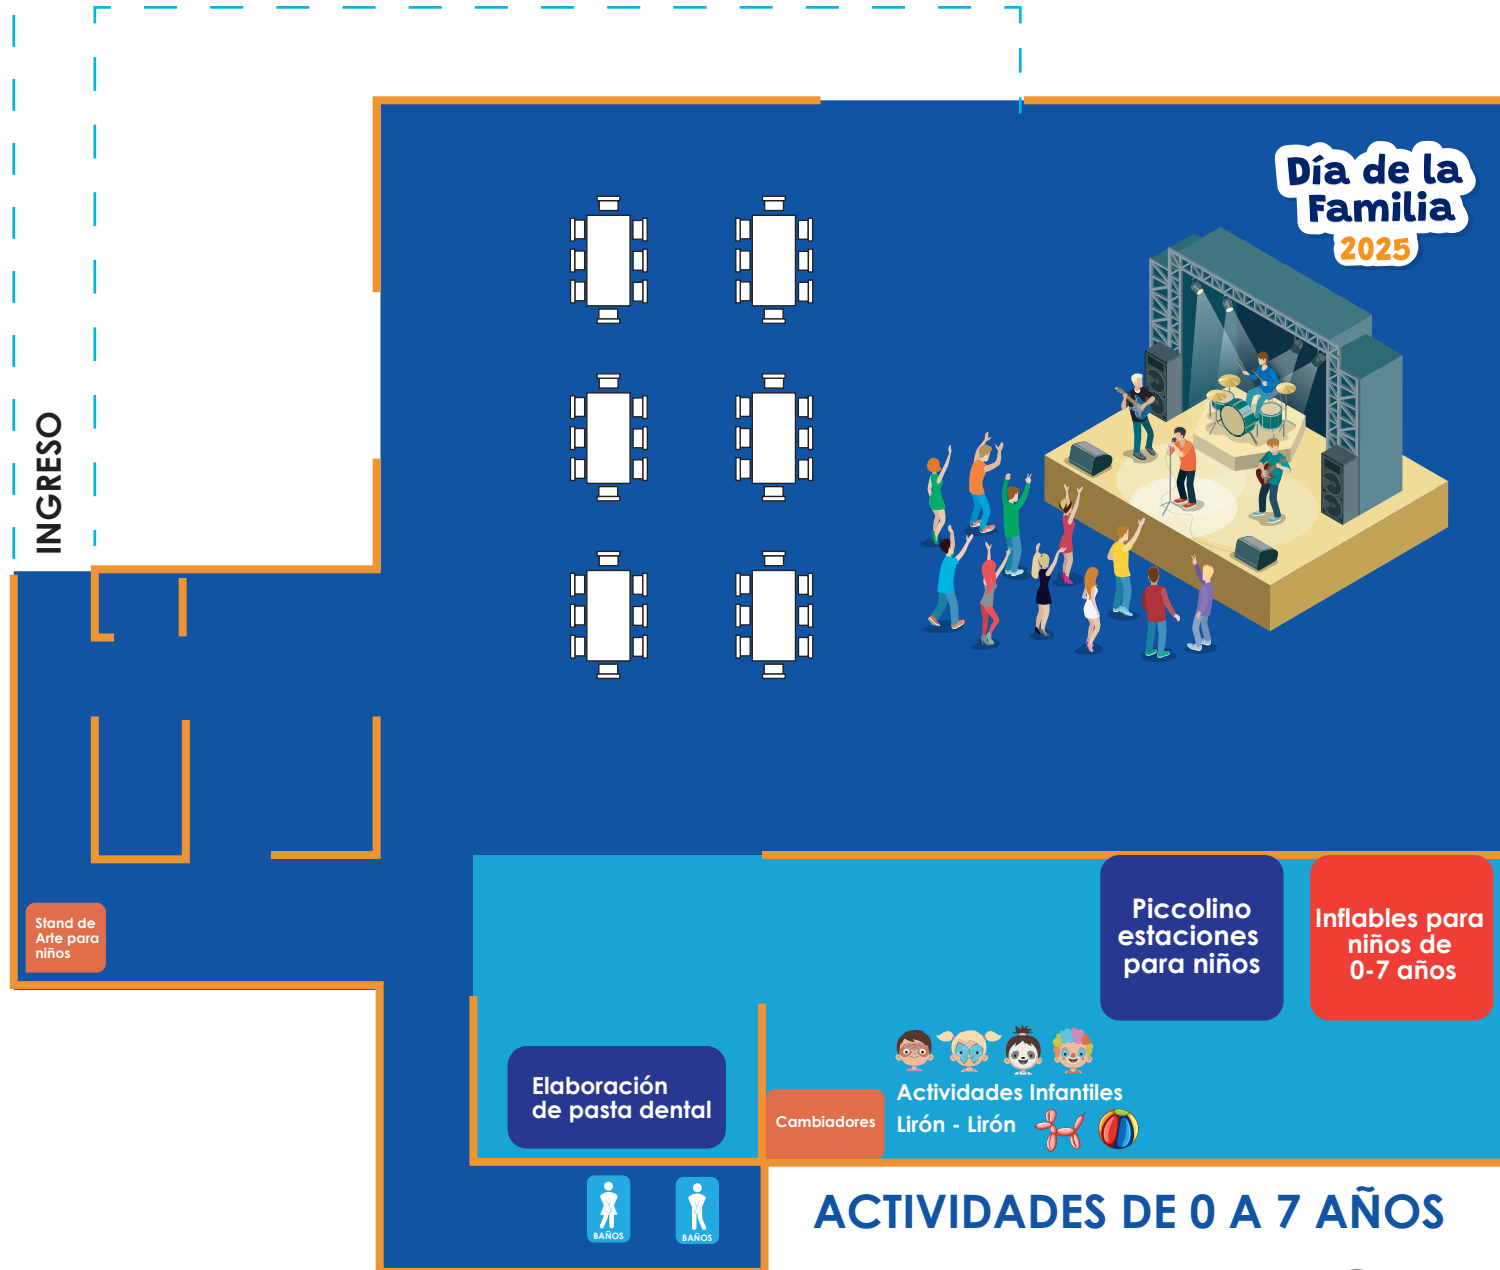 Día de la
Familia
2025
INGRESO
Stand de
Arte para
niños
Piccolino
estaciones
para niños
Inflables para
niños de
0-7 años
Elaboración
de pasta dental
Cambiadores
Actividades Infantiles
Lirón - Lirón
BAÑOS
BAÑOS
ACTIVIDADES DE 0 A 7 AÑOS